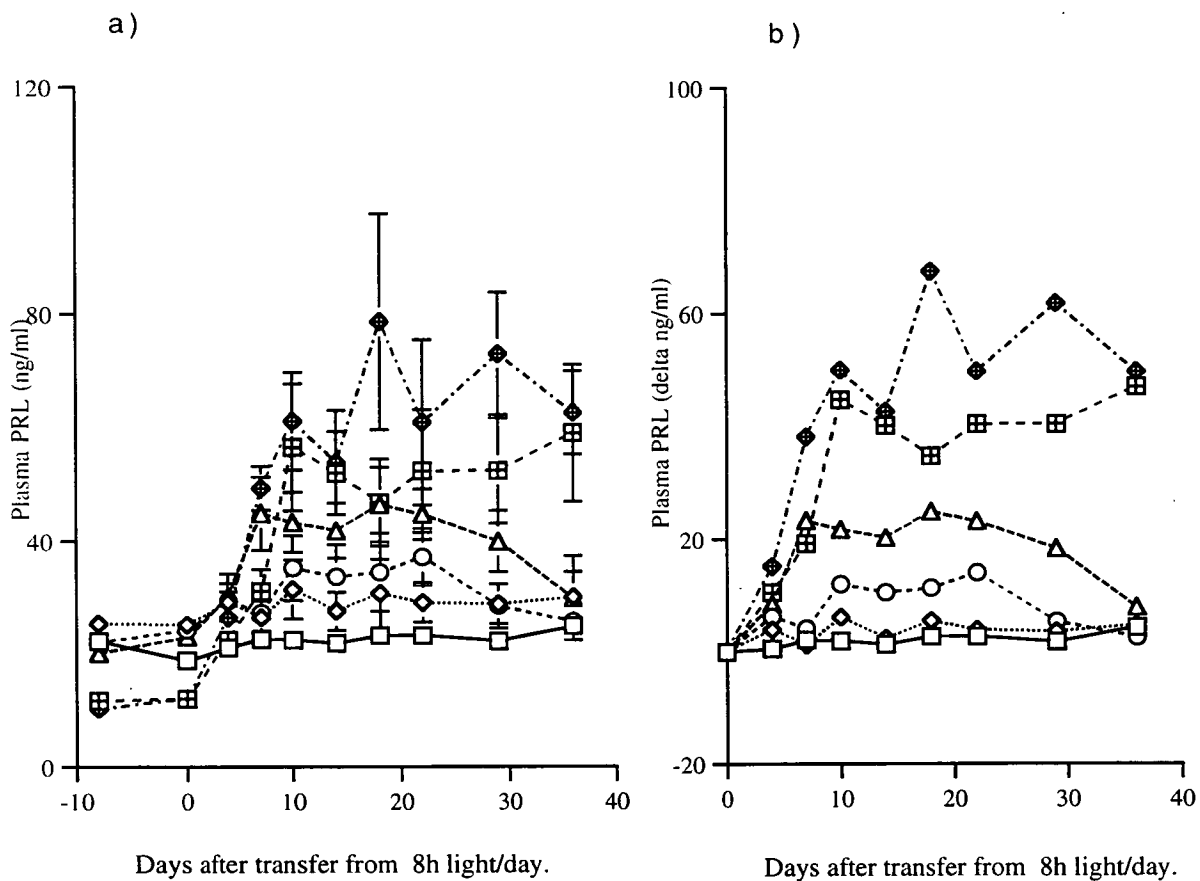 a)
120
80
40
0
Plasma PRL (ng/ml)
-10 0 10 20 30 40
Days after transfer from 8h light/day.
b)
100
60
20
-20
Plasma PRL (delta ng/ml)
0 10 20 30 40
Days after transfer from 8h light/day.